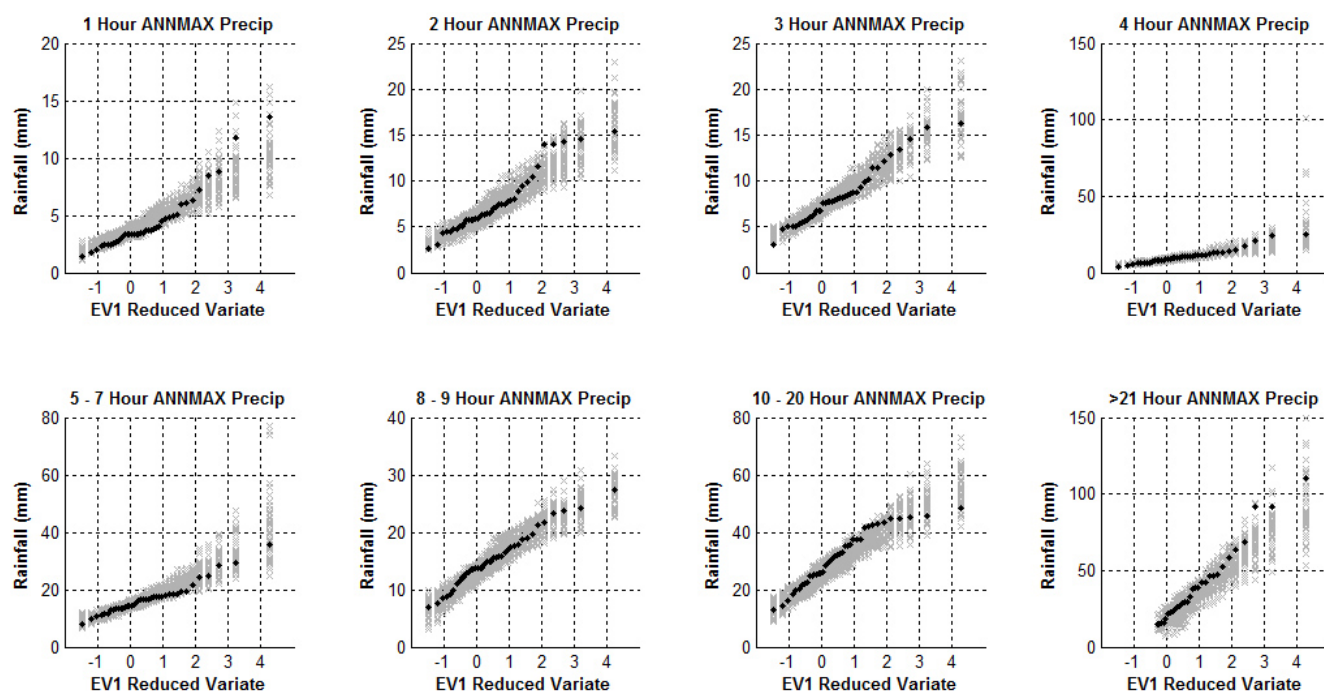 1 Hour ANNMAX Precip
20
15
10
5
0
Rainfall (mm)
-1 0 1 2 3 4
EV1 Reduced Variate
2 Hour ANNMAX Precip
25
20
15
10
5
0
Rainfall (mm)
-1 0 1 2 3 4
EV1 Reduced Variate
3 Hour ANNMAX Precip
25
20
15
10
5
0
Rainfall (mm)
-1 0 1 2 3 4
EV1 Reduced Variate
4 Hour ANNMAX Precip
150
100
50
0
Rainfall (mm)
-1 0 1 2 3 4
EV1 Reduced Variate
5 - 7 Hour ANNMAX Precip
80
60
40
20
0
Rainfall (mm)
-1 0 1 2 3 4
EV1 Reduced Variate
8 - 9 Hour ANNMAX Precip
40
30
20
10
0
Rainfall (mm)
-1 0 1 2 3 4
EV1 Reduced Variate
10 - 20 Hour ANNMAX Precip
80
60
40
20
0
Rainfall (mm)
-1 0 1 2 3 4
EV1 Reduced Variate
>21 Hour ANNMAX Precip
150
100
50
0
Rainfall (mm)
-1 0 1 2 3 4
EV1 Reduced Variate